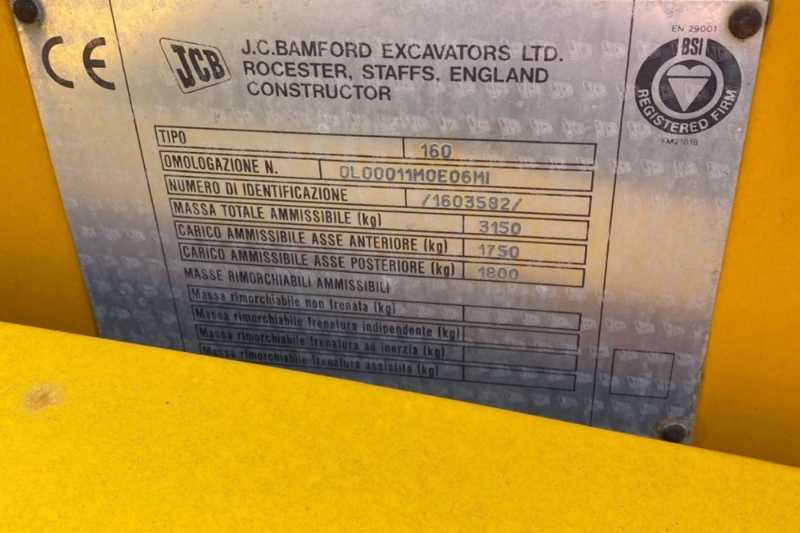 CE
JCB
J.C.BAMFORD EXCAVATORS LTD.
ROCESTER, STAFFS, ENGLAND
CONSTRUCTOR
EN 29001
BSI
REGISTERED FIRM
TIPO 160
OMOLOGAZIONE N. OL00011MOE06MI
NUMERO DI IDENTIFICAZIONE /1603582/
MASSA TOTALE AMMISSIBILE (kg) 3150
CARICO AMMISSIBILE ASSE ANTERIORE (kg) 1750
CARICO AMMISSIBILE ASSE POSTERIORE (kg) 1800
MASSE RIMORCHIABILI AMMISSIBILI
Massa rimorchiabile non frenata (kg)
Massa rimorchiabile frenatura indipendente (kg)
Massa rimorchiabile frenatura ad inerzia (kg)
Massa rimorchiabile frenatura assistita (kg)